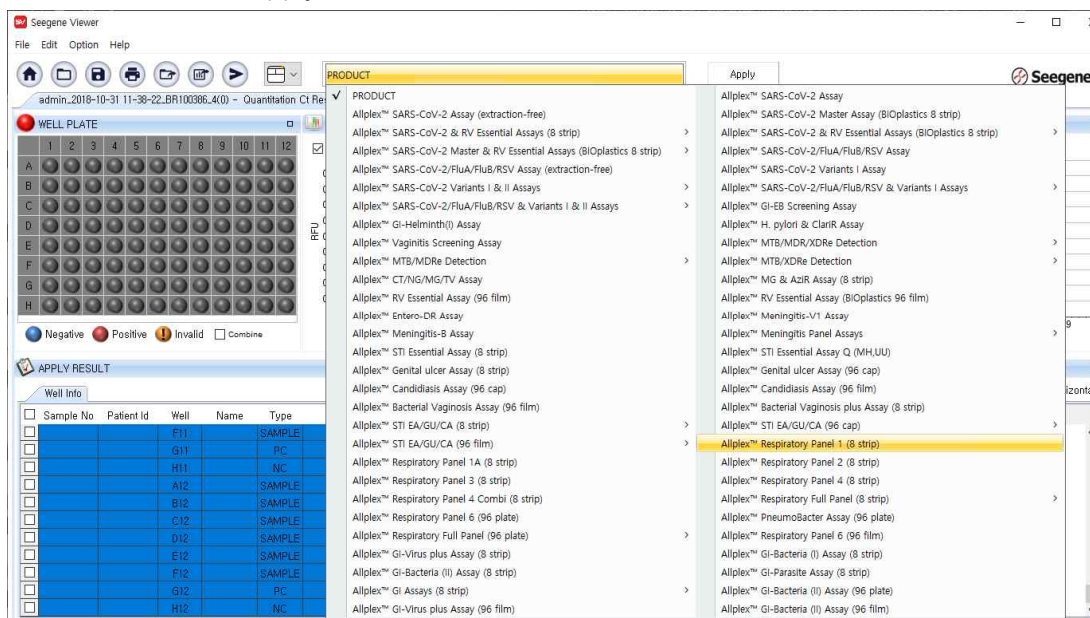 Seegene Viewer
File Edit Option Help
PRODUCT
Apply
Seegene
admin_2018-10-31 11-38-22_BR100386_4(0) - Quantitation Ct Re
WELL PLATE
1 2 3 4 5 6 7 8 9 10 11 12
A
B
C
D
E
F
G
H
RFU
Negative Positive Invalid Combine
APPLY RESULT
Well Info
Sample No Patient Id Well Name Type
F11 SAMPLE
G11 PC
H11 NC
A12 SAMPLE
B12 SAMPLE
C12 SAMPLE
D12 SAMPLE
E12 SAMPLE
F12 SAMPLE
G12 PC
H12 NC
PRODUCT
Allplex™ SARS-CoV-2 Assay
Allplex™ SARS-CoV-2 Assay (extraction-free)
Allplex™ SARS-CoV-2 Master Assay (BIOplastics 8 strip)
Allplex™ SARS-CoV-2 & RV Essential Assays (8 strip)
Allplex™ SARS-CoV-2 & RV Essential Assays (BIOplastics 8 strip)
Allplex™ SARS-CoV-2 Master & RV Essential Assays (BIOplastics 8 strip)
Allplex™ SARS-CoV-2/FluA/FluB/RSV Assay
Allplex™ SARS-CoV-2/FluA/FluB/RSV Assay (extraction-free)
Allplex™ SARS-CoV-2 Variants I Assay
Allplex™ SARS-CoV-2 Variants I & II Assays
Allplex™ SARS-CoV-2/FluA/FluB/RSV & Variants I Assays
Allplex™ SARS-CoV-2/FluA/FluB/RSV & Variants I & II Assays
Allplex™ GI-EB Screening Assay
Allplex™ GI-Helminth(I) Assay
Allplex™ H. pylori & ClariR Assay
Allplex™ Vaginitis Screening Assay
Allplex™ MTB/MDR/XDRe Detection
Allplex™ MTB/MDRe Detection
Allplex™ MTB/XDRe Detection
Allplex™ CT/NG/MG/TV Assay
Allplex™ MG & AziR Assay (8 strip)
Allplex™ RV Essential Assay (96 film)
Allplex™ RV Essential Assay (BIOplastics 96 film)
Allplex™ Entero-DR Assay
Allplex™ Meningitis-V1 Assay
Allplex™ Meningitis-B Assay
Allplex™ Meningitis Panel Assays
Allplex™ STI Essential Assay (8 strip)
Allplex™ STI Essential Assay Q (MH,UU)
Allplex™ Genital ulcer Assay (8 strip)
Allplex™ Genital ulcer Assay (96 cap)
Allplex™ Candidiasis Assay (96 cap)
Allplex™ Candidiasis Assay (96 film)
Allplex™ Bacterial Vaginosis Assay (96 film)
Allplex™ Bacterial Vaginosis plus Assay (8 strip)
Allplex™ STI EA/GU/CA (8 strip)
Allplex™ STI EA/GU/CA (96 cap)
Allplex™ STI EA/GU/CA (96 film)
Allplex™ Respiratory Panel 1 (8 strip)
Allplex™ Respiratory Panel 1A (8 strip)
Allplex™ Respiratory Panel 2 (8 strip)
Allplex™ Respiratory Panel 3 (8 strip)
Allplex™ Respiratory Panel 4 (8 strip)
Allplex™ Respiratory Panel 4 Combi (8 strip)
Allplex™ Respiratory Full Panel (8 strip)
Allplex™ Respiratory Panel 6 (96 plate)
Allplex™ PneumoBacter Assay (96 plate)
Allplex™ Respiratory Full Panel (96 plate)
Allplex™ Respiratory Panel 6 (96 film)
Allplex™ GI-Virus plus Assay (8 strip)
Allplex™ GI-Bacteria (I) Assay (8 strip)
Allplex™ GI-Bacteria (II) Assay (8 strip)
Allplex™ GI-Parasite Assay (8 strip)
Allplex™ GI Assays (8 strip)
Allplex™ GI-Bacteria (II) Assay (96 plate)
Allplex™ GI-Virus plus Assay (96 film)
Allplex™ GI-Bacteria (II) Assay (96 film)
9
izonta